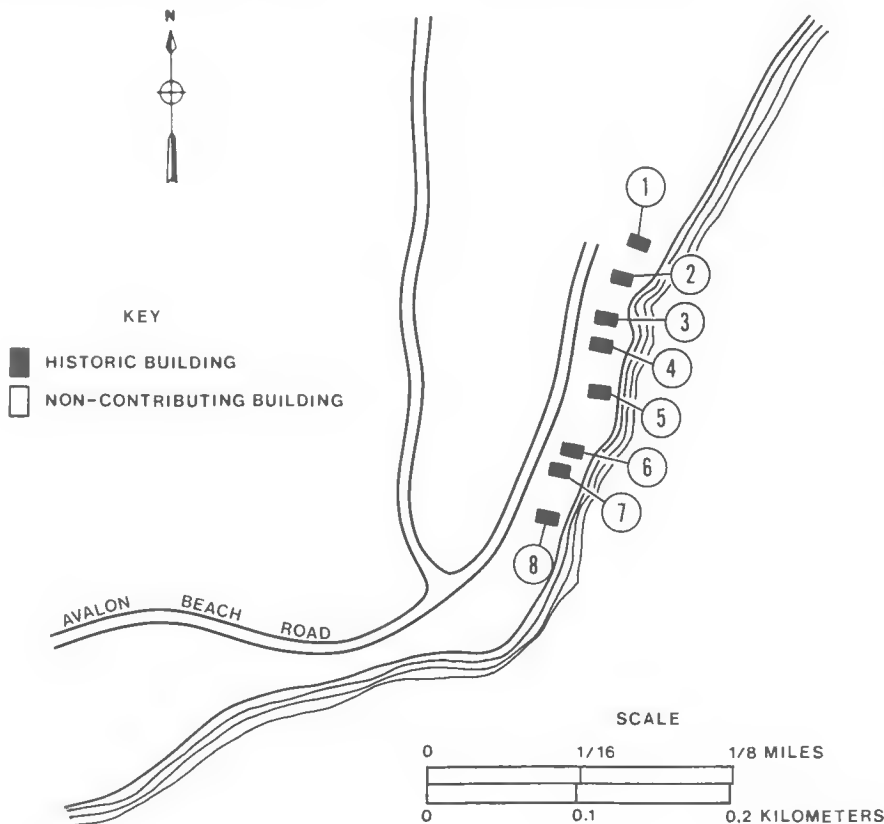 N
1
2
3
4
5
6
7
8
KEY
HISTORIC BUILDING
NON-CONTRIBUTING BUILDING
AVALON BEACH ROAD
SCALE
0 1/16 1/8 MILES
0 0.1 0.2 KILOMETERS